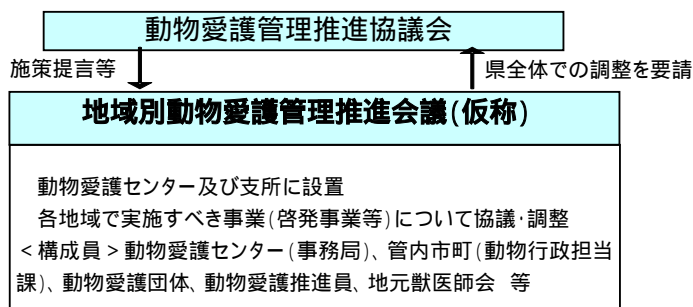 動物愛護管理推進協議会
施策提言等
県全体での調整を要請
地域別動物愛護管理推進会議(仮称)
動物愛護センター及び支所に設置
各地域で実施すべき事業(啓発事業等)について協議・調整
<構成員>動物愛護センター(事務局)、管内市町(動物行政担当
課)、動物愛護団体、動物愛護推進員、地元獣医師会 等